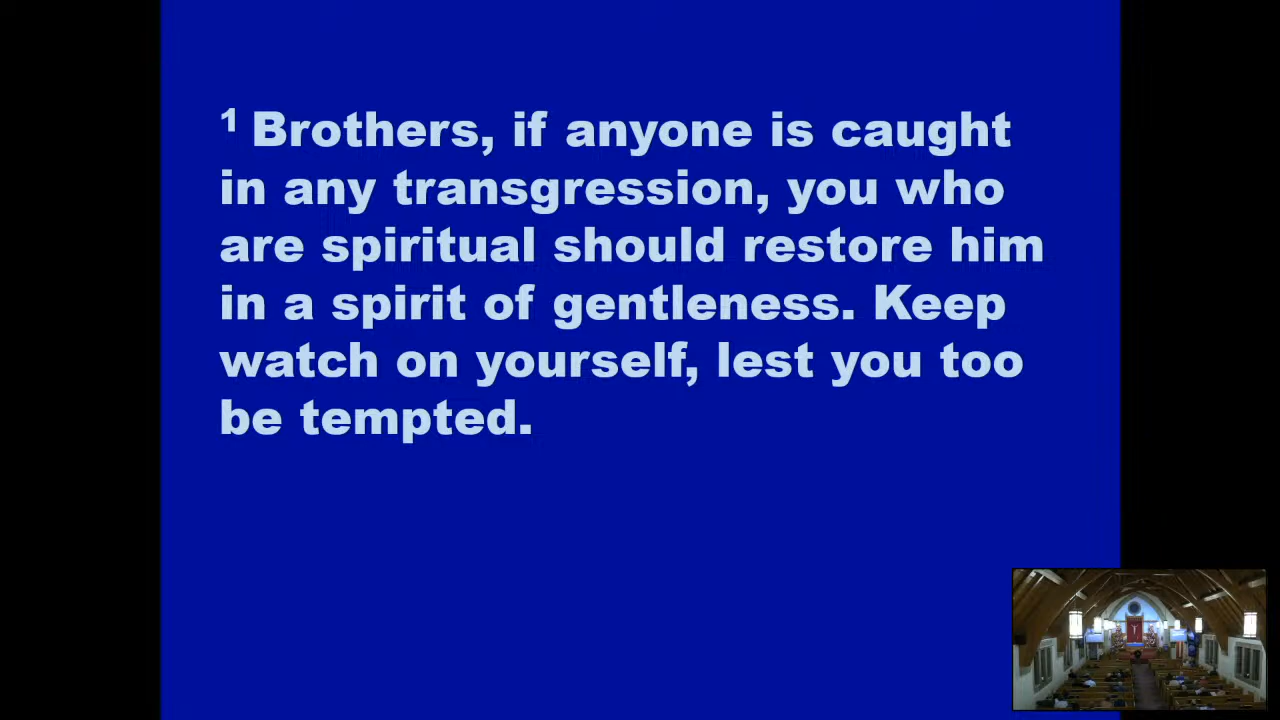 1 Brothers, if anyone is caught
in any transgression, you who
are spiritual should restore him
in a spirit of gentleness. Keep
watch on yourself, lest you too
be tempted.